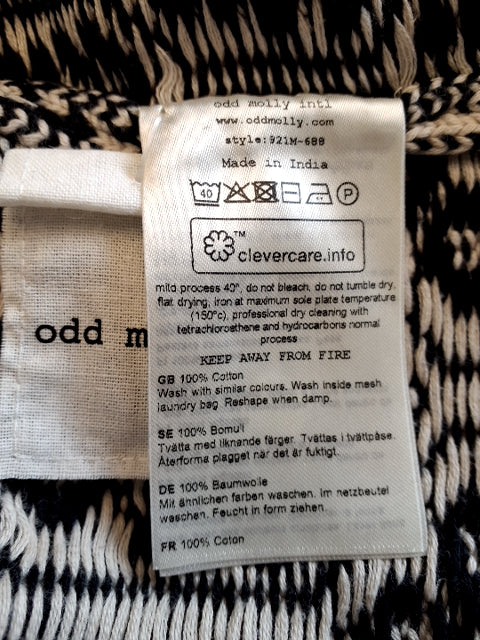 odd molly intl
www.oddmolly.com
style:921M-688
Made in India
40 P
TM
clevercare.info
mild process 40°, do not bleach, do not tumble dry,
flat drying, iron at maximum sole plate temperature
(150°c), professional dry cleaning with
tetrachloroethene and hydrocarbons normal
process
KEEP AWAY FROM FIRE
GB 100% Cotton
Wash with similar colours. Wash inside mesh
laundry bag. Reshape when damp.
SE 100% Bomull
Tvätta med liknande färger. Tvättas i tvättpåse.
Återforma plagget när det är fuktigt.
DE 100% Baumwolle
Mit ähnlichen farben waschen. Im netzbeutel
waschen. Feucht in form ziehen.
FR 100% Coton
odd m